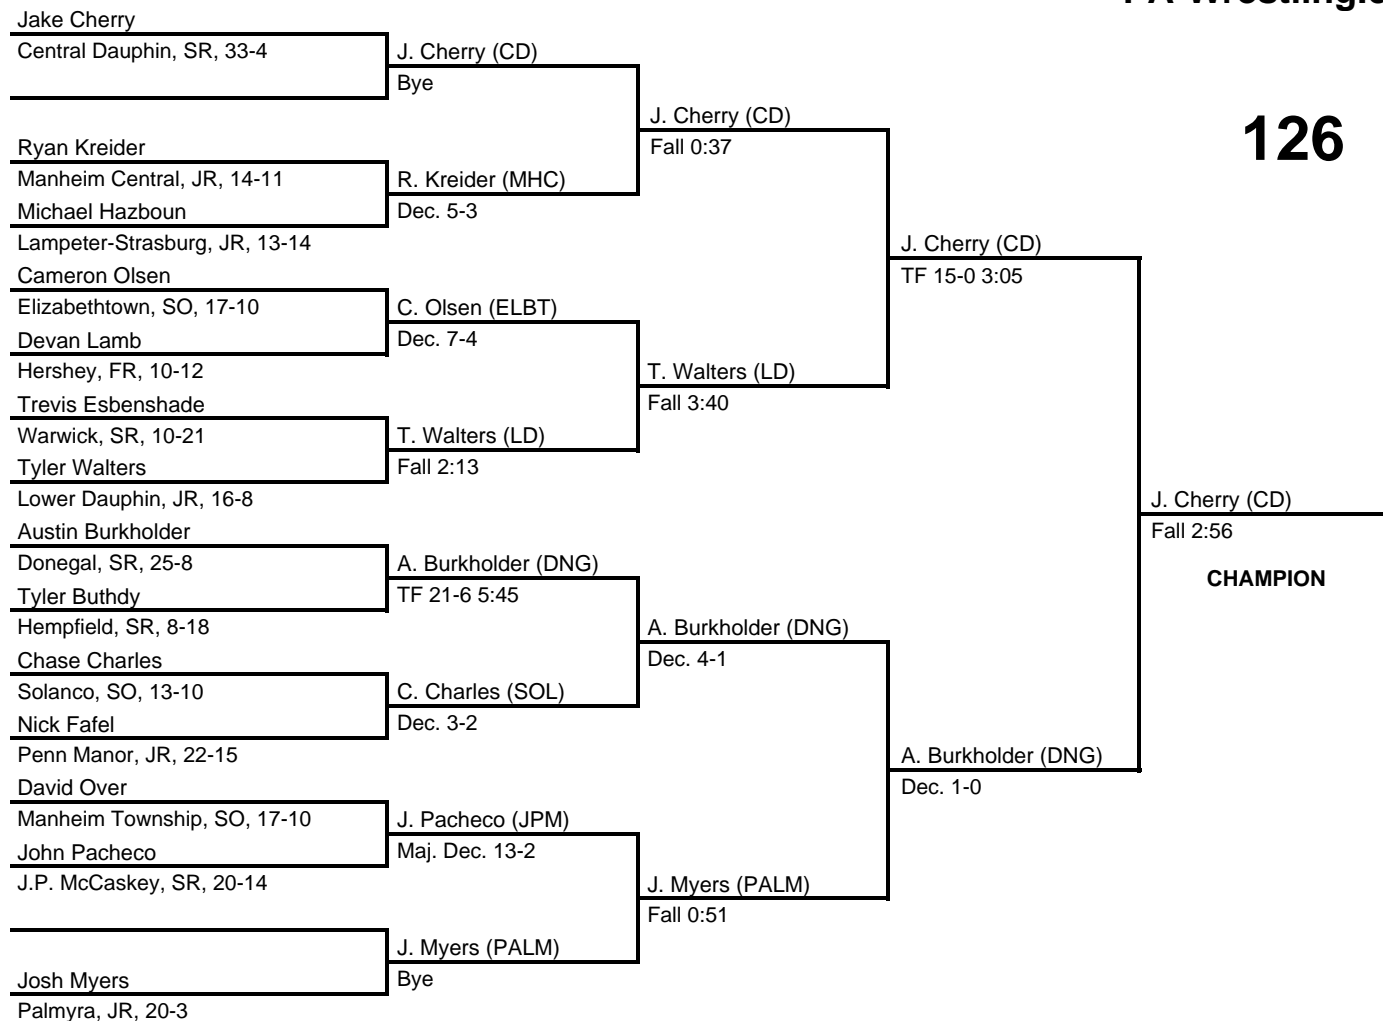 Jake Cherry
Central Dauphin, SR, 33-4
J. Cherry (CD)
Bye
J. Cherry (CD)
Fall 0:37
126
Ryan Kreider
Manheim Central, JR, 14-11
R. Kreider (MHC)
Michael Hazboun
Dec. 5-3
Lampeter-Strasburg, JR, 13-14
J. Cherry (CD)
Cameron Olsen
TF 15-0 3:05
Elizabethtown, SO, 17-10
C. Olsen (ELBT)
Devan Lamb
Dec. 7-4
Hershey, FR, 10-12
T. Walters (LD)
Trevis Esbenshade
Fall 3:40
Warwick, SR, 10-21
T. Walters (LD)
Tyler Walters
Fall 2:13
Lower Dauphin, JR, 16-8
J. Cherry (CD)
Austin Burkholder
Fall 2:56
Donegal, SR, 25-8
A. Burkholder (DNG)
CHAMPION
Tyler Buthdy
TF 21-6 5:45
Hempfield, SR, 8-18
A. Burkholder (DNG)
Chase Charles
Dec. 4-1
Solanco, SO, 13-10
C. Charles (SOL)
Nick Fafel
Dec. 3-2
Penn Manor, JR, 22-15
A. Burkholder (DNG)
David Over
Dec. 1-0
Manheim Township, SO, 17-10
J. Pacheco (JPM)
John Pacheco
Maj. Dec. 13-2
J.P. McCaskey, SR, 20-14
J. Myers (PALM)
Fall 0:51
J. Myers (PALM)
Josh Myers
Bye
Palmyra, JR, 20-3